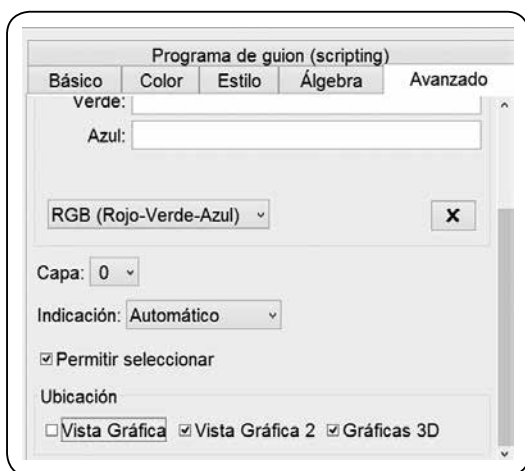 Programa de guion (scripting)
Básico Color Estilo Álgebra Avanzado
Verde:
Azul:
RGB (Rojo-Verde-Azul)
Capa: 0
Indicación: Automático
Permitir seleccionar
Ubicación
Vista Gráfica Vista Gráfica 2 Gráficas 3D